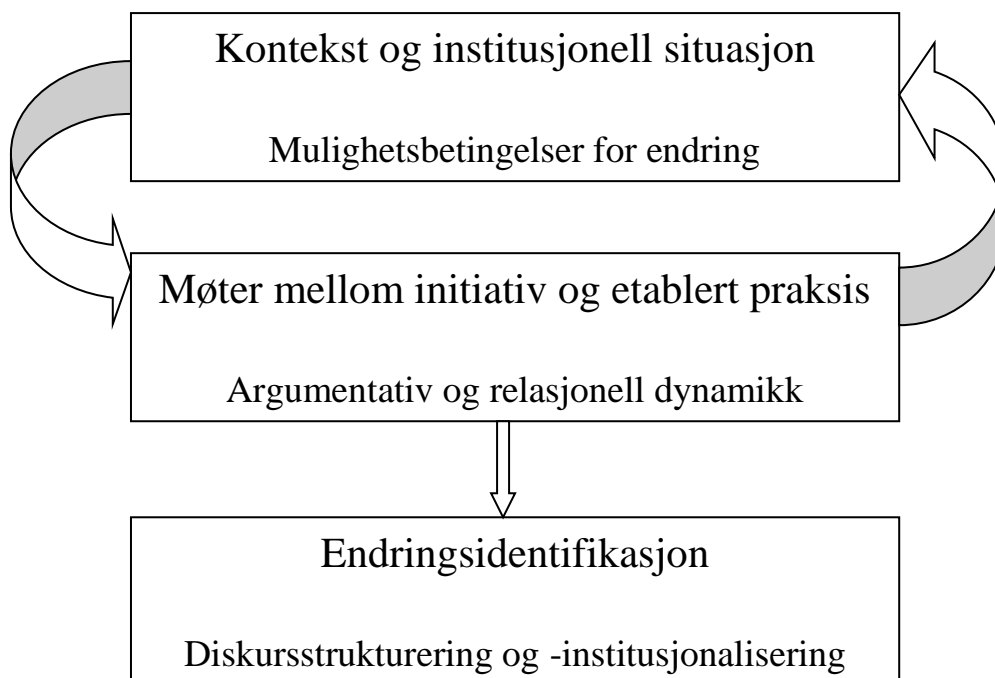 Kontekst og institusjonell situasjon
Mulighetsbetingelser for endring
Møter mellom initiativ og etablert praksis
Argumentativ og relasjonell dynamikk
Endringsidentifikasjon
Diskursstrukturering og -institusjonalisering